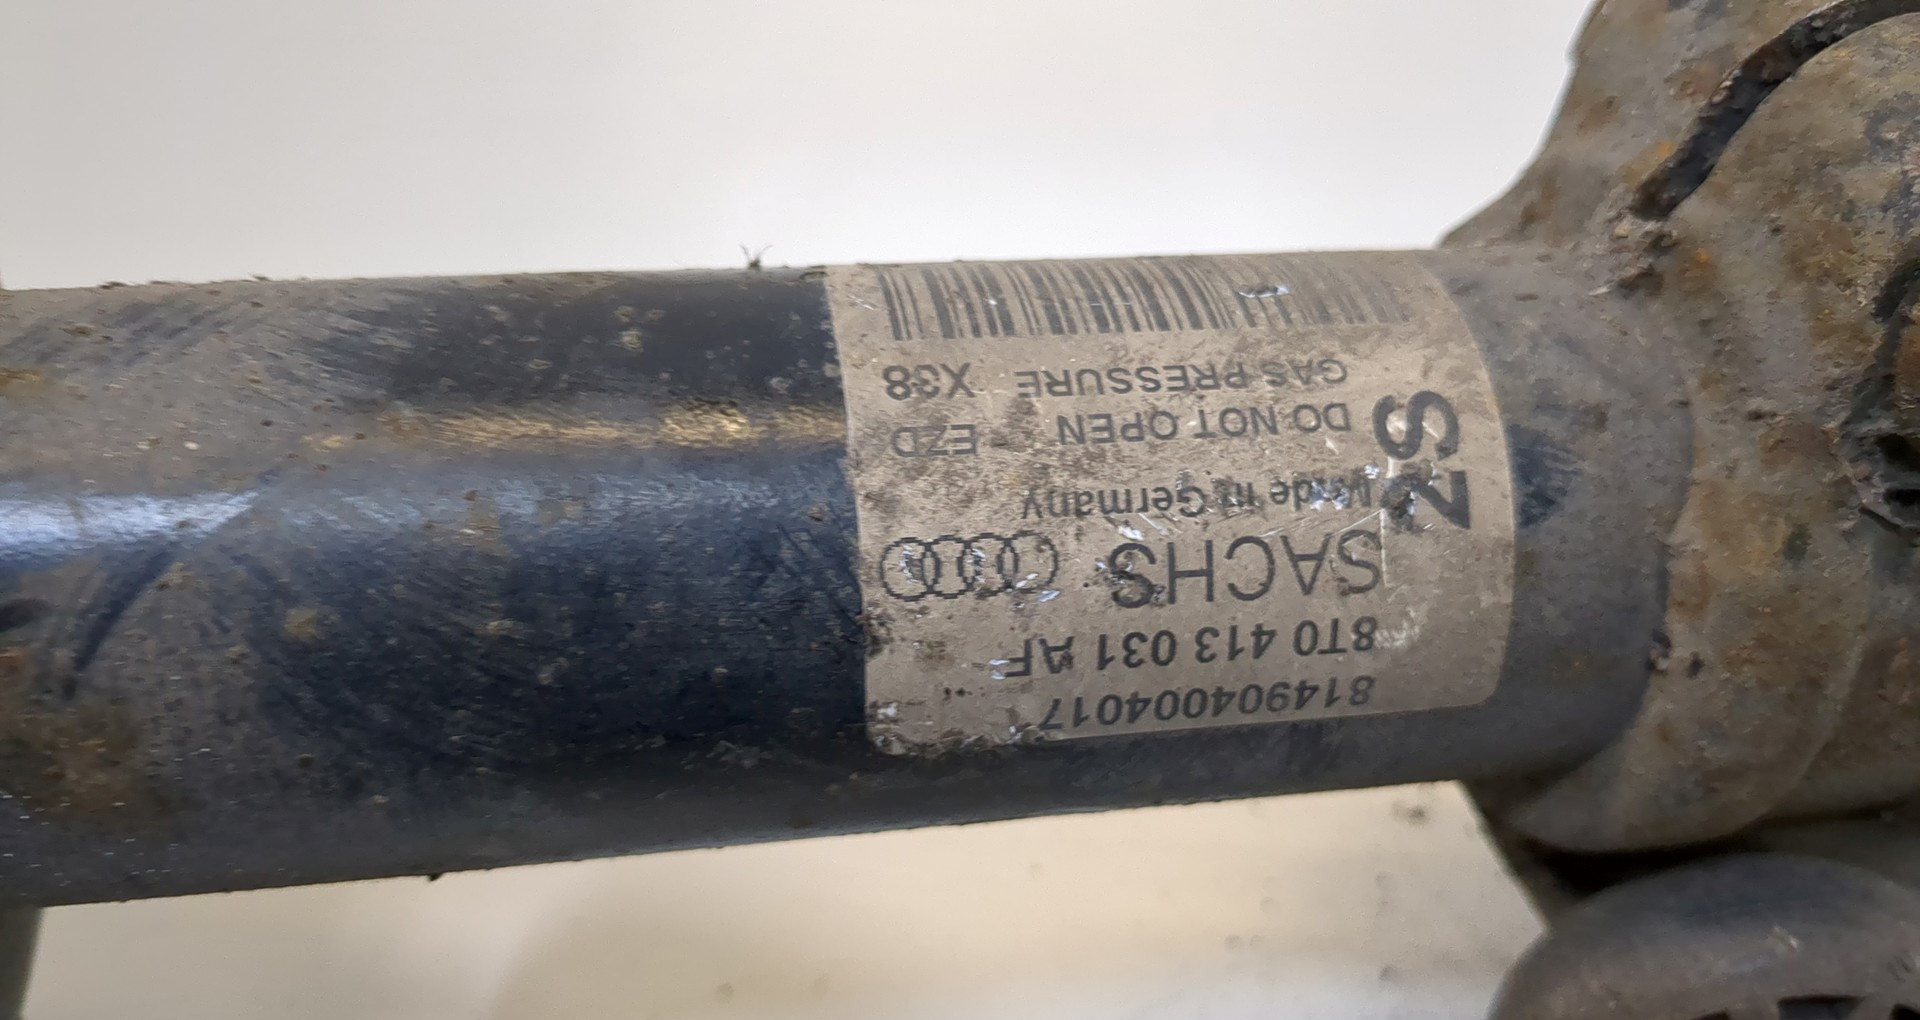 814904004017
8T0 413 031 AF
SACHS
Made in Germany
DO NOT OPEN EZD
GAS PRESSURE X38
ZS